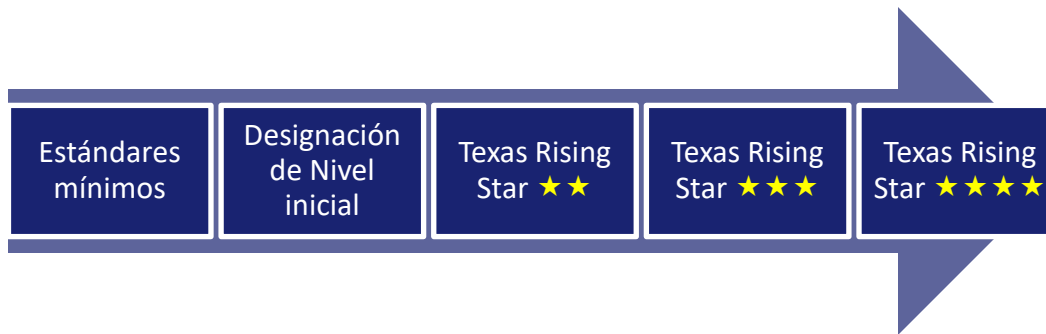 Estándares
mínimos
Designación
de Nivel
inicial
Texas Rising
Star ★★
Texas Rising
Star ★★★
Texas Rising
Star ★★★★